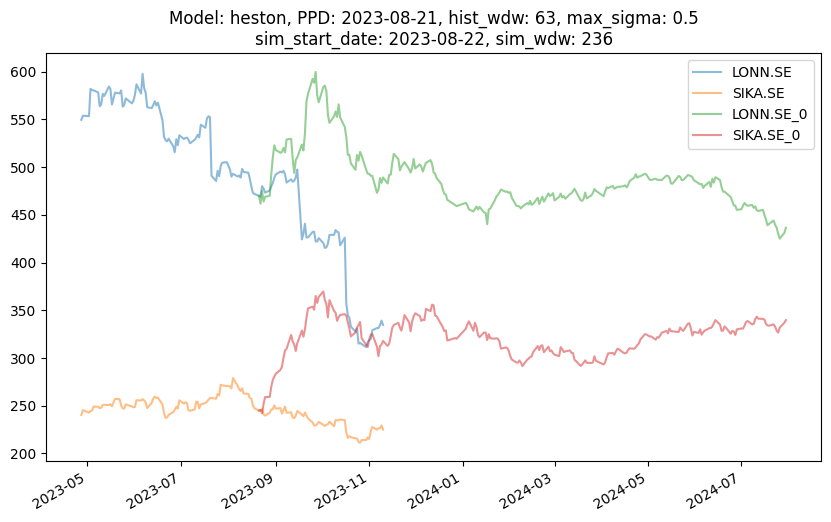 Model: heston, PPD: 2023-08-21, hist_wdw: 63, max_sigma: 0.5
sim_start_date: 2023-08-22, sim_wdw: 236
LONN.SE
SIKA.SE
LONN.SE_0
SIKA.SE_0
600
550
500
450
400
350
300
250
200
2023-05
2023-07
2023-09
2023-11
2024-01
2024-03
2024-05
2024-07